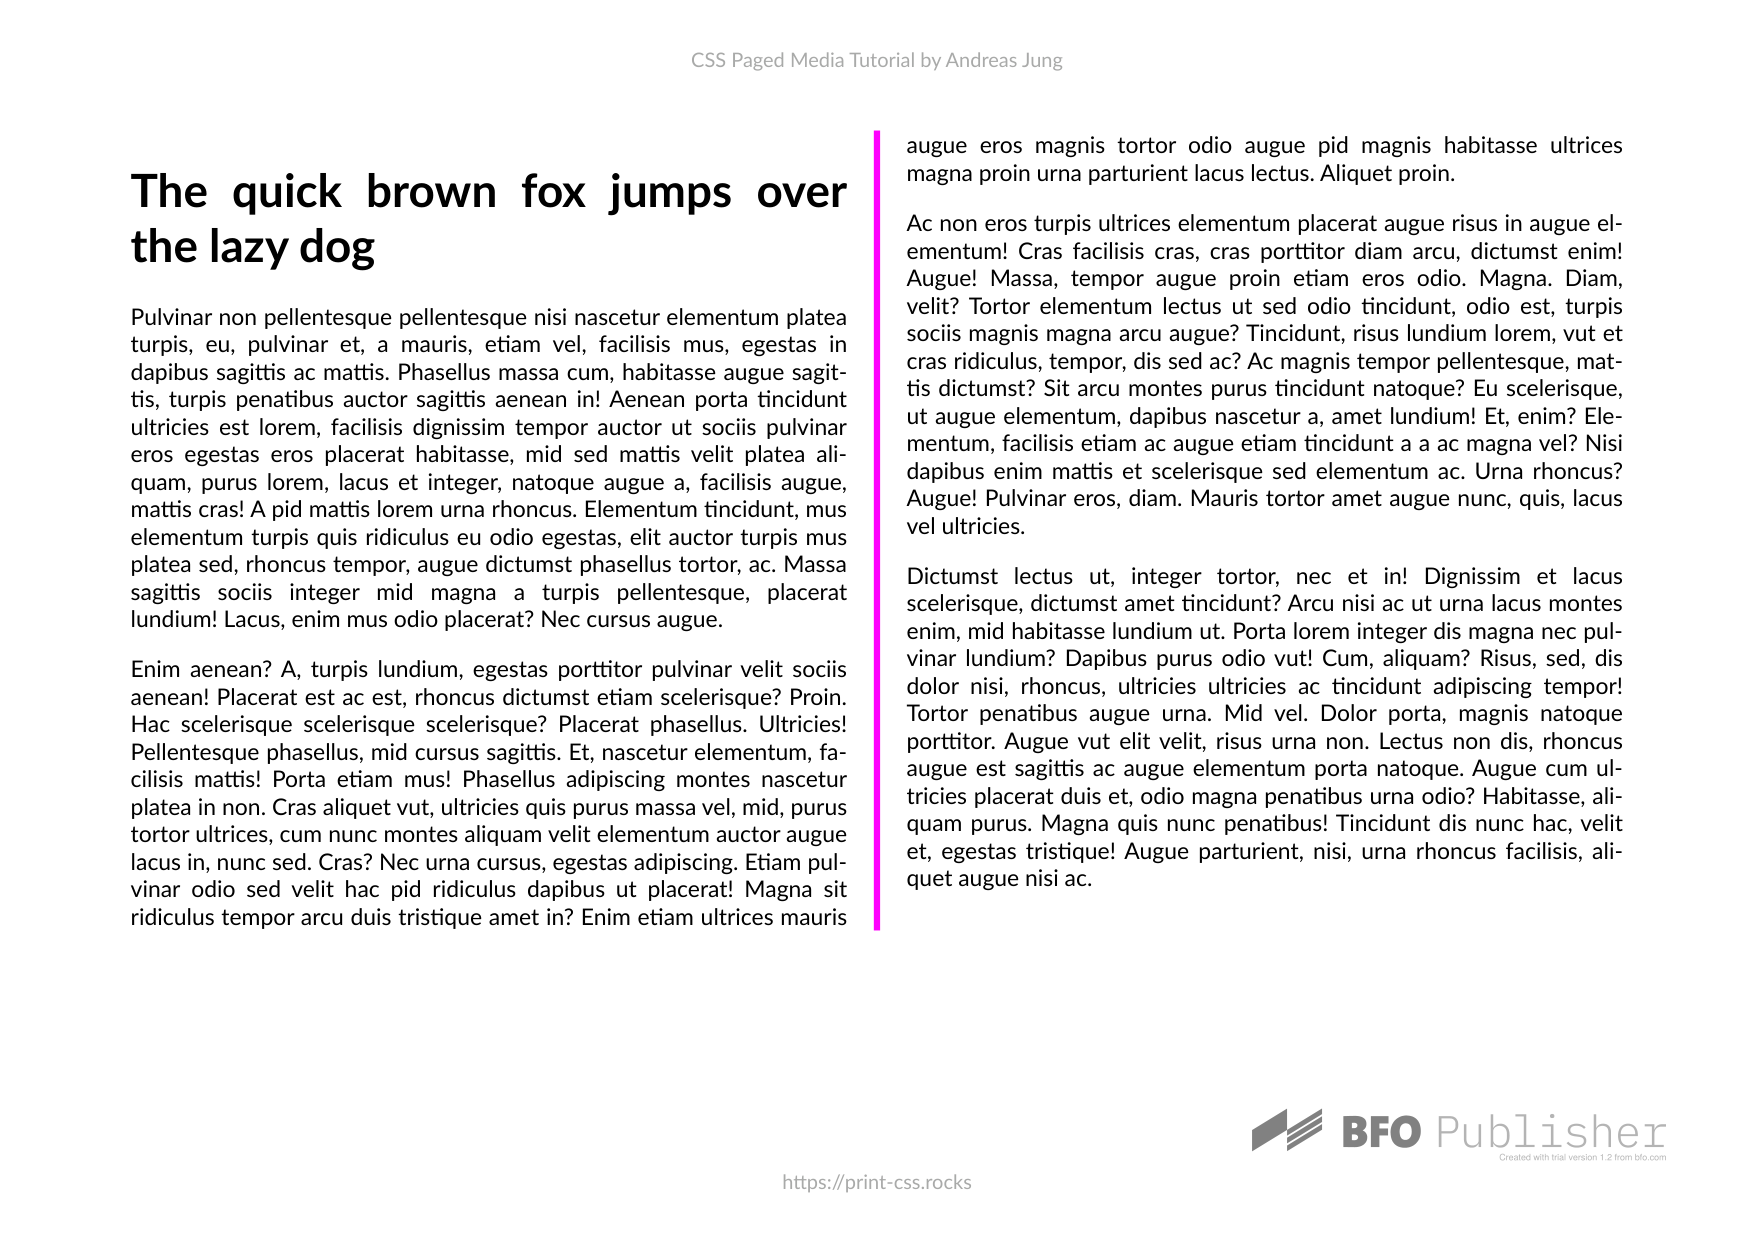 CSS Paged Media Tutorial by Andreas Jung
The quick brown fox jumps over
the lazy dog
Pulvinar non pellentesque pellentesque nisi nascetur elementum platea
turpis, eu, pulvinar et, a mauris, etiam vel, facilisis mus, egestas in
dapibus sagittis ac mattis. Phasellus massa cum, habitasse augue sagit-
tis, turpis penatibus auctor sagittis aenean in! Aenean porta tincidunt
ultricies est lorem, facilisis dignissim tempor auctor ut sociis pulvinar
eros egestas eros placerat habitasse, mid sed mattis velit platea ali-
quam, purus lorem, lacus et integer, natoque augue a, facilisis augue,
mattis cras! A pid mattis lorem urna rhoncus. Elementum tincidunt, mus
elementum turpis quis ridiculus eu odio egestas, elit auctor turpis mus
platea sed, rhoncus tempor, augue dictumst phasellus tortor, ac. Massa
sagittis sociis integer mid magna a turpis pellentesque, placerat
lundium! Lacus, enim mus odio placerat? Nec cursus augue.
Enim aenean? A, turpis lundium, egestas porttitor pulvinar velit sociis
aenean! Placerat est ac est, rhoncus dictumst etiam scelerisque? Proin.
Hac scelerisque scelerisque scelerisque? Placerat phasellus. Ultricies!
Pellentesque phasellus, mid cursus sagittis. Et, nascetur elementum, fa-
cilisis mattis! Porta etiam mus! Phasellus adipiscing montes nascetur
platea in non. Cras aliquet vut, ultricies quis purus massa vel, mid, purus
tortor ultrices, cum nunc montes aliquam velit elementum auctor augue
lacus in, nunc sed. Cras? Nec urna cursus, egestas adipiscing. Etiam pul-
vinar odio sed velit hac pid ridiculus dapibus ut placerat! Magna sit
ridiculus tempor arcu duis tristique amet in? Enim etiam ultrices mauris
augue eros magnis tortor odio augue pid magnis habitasse ultrices
magna proin urna parturient lacus lectus. Aliquet proin.
Ac non eros turpis ultrices elementum placerat augue risus in augue el-
ementum! Cras facilisis cras, cras porttitor diam arcu, dictumst enim!
Augue! Massa, tempor augue proin etiam eros odio. Magna. Diam,
velit? Tortor elementum lectus ut sed odio tincidunt, odio est, turpis
sociis magnis magna arcu augue? Tincidunt, risus lundium lorem, vut et
cras ridiculus, tempor, dis sed ac? Ac magnis tempor pellentesque, mat-
tis dictumst? Sit arcu montes purus tincidunt natoque? Eu scelerisque,
ut augue elementum, dapibus nascetur a, amet lundium! Et, enim? Ele-
mentum, facilisis etiam ac augue etiam tincidunt a a ac magna vel? Nisi
dapibus enim mattis et scelerisque sed elementum ac. Urna rhoncus?
Augue! Pulvinar eros, diam. Mauris tortor amet augue nunc, quis, lacus
vel ultricies.
Dictumst lectus ut, integer tortor, nec et in! Dignissim et lacus
scelerisque, dictumst amet tincidunt? Arcu nisi ac ut urna lacus montes
enim, mid habitasse lundium ut. Porta lorem integer dis magna nec pul-
vinar lundium? Dapibus purus odio vut! Cum, aliquam? Risus, sed, dis
dolor nisi, rhoncus, ultricies ultricies ac tincidunt adipiscing tempor!
Tortor penatibus augue urna. Mid vel. Dolor porta, magnis natoque
porttitor. Augue vut elit velit, risus urna non. Lectus non dis, rhoncus
augue est sagittis ac augue elementum porta natoque. Augue cum ul-
tricies placerat duis et, odio magna penatibus urna odio? Habitasse, ali-
quam purus. Magna quis nunc penatibus! Tincidunt dis nunc hac, velit
et, egestas tristique! Augue parturient, nisi, urna rhoncus facilisis, ali-
quet augue nisi ac.
BFO Publisher
Created with trial version 1.2 from bfo.com
https://print-css.rocks